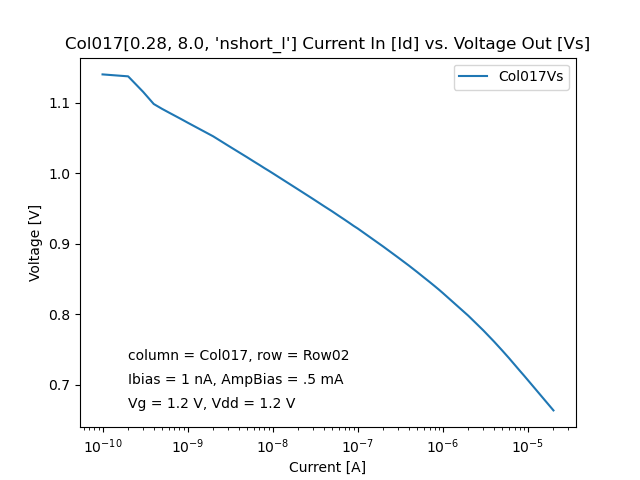 Col017[0.28, 8.0, 'nshort_l'] Current In [Id] vs. Voltage Out [Vs]
Col017Vs
Voltage [V]
1.1
1.0
0.9
0.8
0.7
column = Col017, row = Row02
Ibias = 1 nA, AmpBias = .5 mA
Vg = 1.2 V, Vdd = 1.2 V
10⁻¹⁰ 10⁻⁹ 10⁻⁸ 10⁻⁷ 10⁻⁶ 10⁻⁵
Current [A]